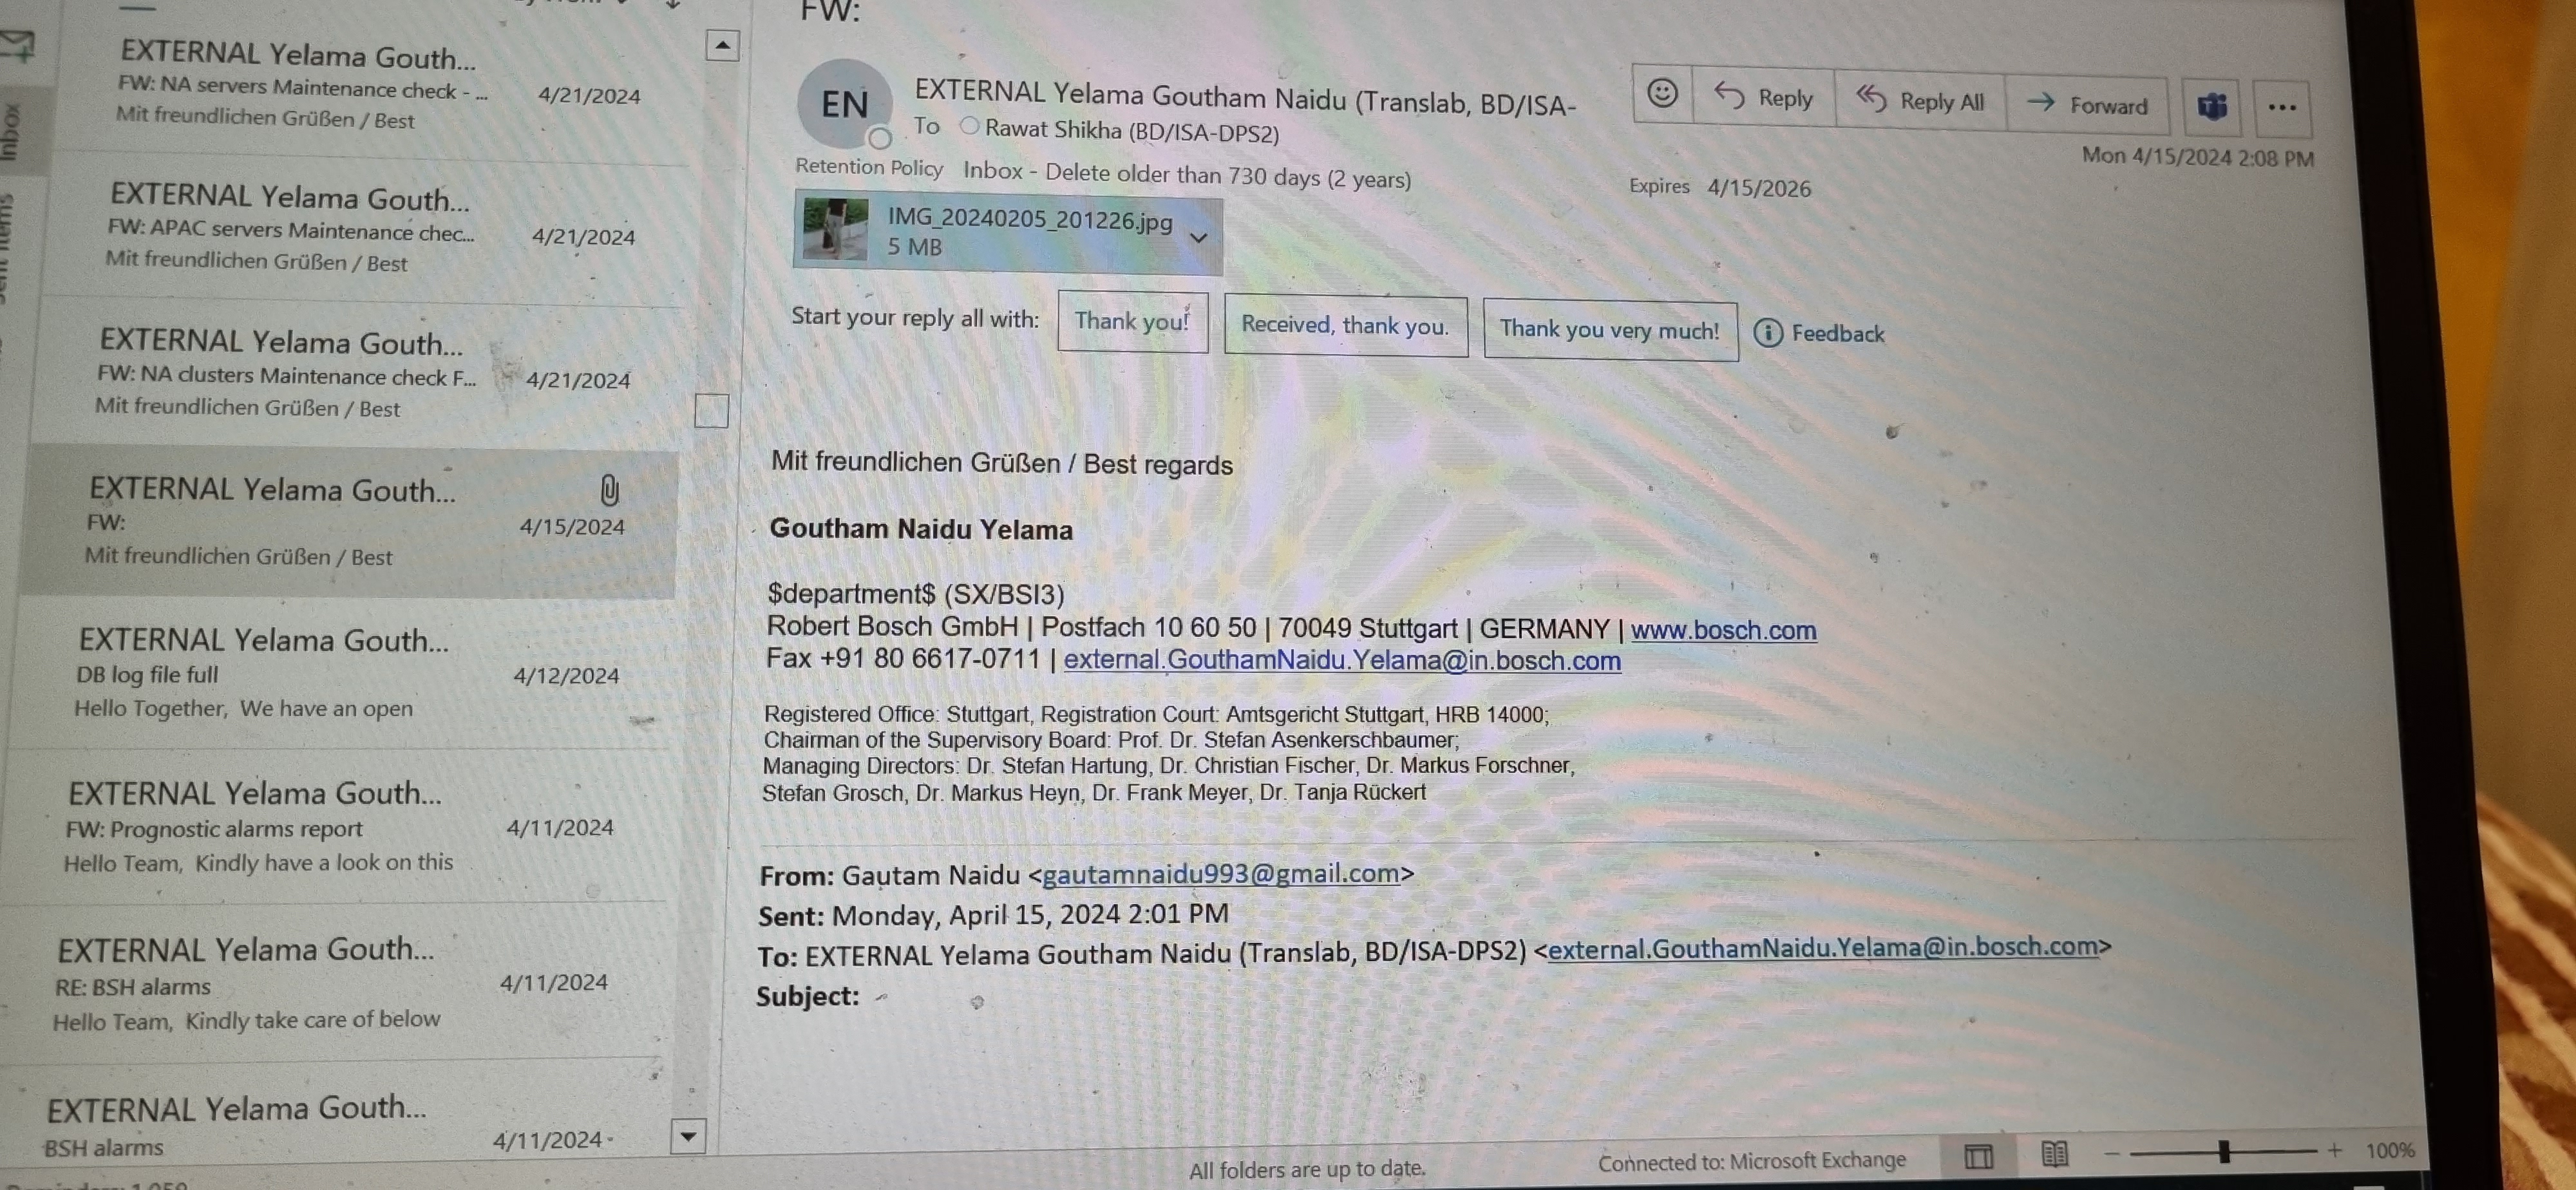 Inbox
EXTERNAL Yelama Gouth...
FW: NA servers Maintenance check - ...
4/21/2024
Mit freundlichen Grüßen / Best
EXTERNAL Yelama Gouth...
FW: APAC servers Maintenance chec...
4/21/2024
Mit freundlichen Grüßen / Best
EXTERNAL Yelama Gouth...
FW: NA clusters Maintenance check F...
4/21/2024
Mit freundlichen Grüßen / Best
EXTERNAL Yelama Gouth...
FW:
4/15/2024
Mit freundlichen Grüßen / Best
EXTERNAL Yelama Gouth...
DB log file full
4/12/2024
Hello Together, We have an open
EXTERNAL Yelama Gouth...
FW: Prognostic alarms report
4/11/2024
Hello Team, Kindly have a look on this
EXTERNAL Yelama Gouth...
RE: BSH alarms
4/11/2024
Hello Team, Kindly take care of below
EXTERNAL Yelama Gouth...
BSH alarms
4/11/2024
FW:
EN
EXTERNAL Yelama Goutham Naidu (Translab, BD/ISA-
To Rawat Shikha (BD/ISA-DPS2)
Reply
Reply All
Forward
...
Mon 4/15/2024 2:08 PM
Retention Policy Inbox - Delete older than 730 days (2 years)
Expires 4/15/2026
IMG_20240205_201226.jpg
5 MB
Start your reply all with:
Thank you!
Received, thank you.
Thank you very much!
Feedback
Mit freundlichen Grüßen / Best regards
Goutham Naidu Yelama
$department$ (SX/BSI3)
Robert Bosch GmbH | Postfach 10 60 50 | 70049 Stuttgart | GERMANY | www.bosch.com
Fax +91 80 6617-0711 | external.GouthamNaidu.Yelama@in.bosch.com
Registered Office: Stuttgart, Registration Court: Amtsgericht Stuttgart, HRB 14000;
Chairman of the Supervisory Board: Prof. Dr. Stefan Asenkerschbaumer;
Managing Directors: Dr. Stefan Hartung, Dr. Christian Fischer, Dr. Markus Forschner,
Stefan Grosch, Dr. Markus Heyn, Dr. Frank Meyer, Dr. Tanja Rückert
From: Gautam Naidu <gautamnaidu993@gmail.com>
Sent: Monday, April 15, 2024 2:01 PM
To: EXTERNAL Yelama Goutham Naidu (Translab, BD/ISA-DPS2) <external.GouthamNaidu.Yelama@in.bosch.com>
Subject:
All folders are up to date.
Connected to: Microsoft Exchange
100%